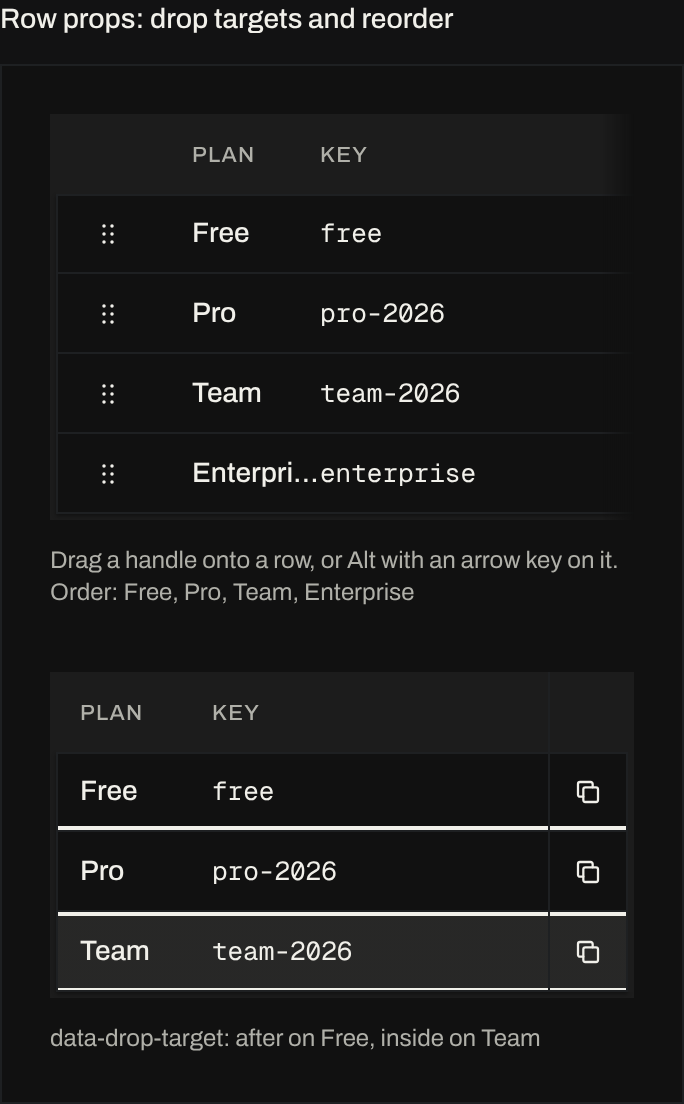 Row props: drop targets and reorder
PLAN KEY
Free free
Pro pro-2026
Team team-2026
Enterpri... enterprise
Drag a handle onto a row, or Alt with an arrow key on it.
Order: Free, Pro, Team, Enterprise
PLAN KEY
Free free
Pro pro-2026
Team team-2026
data-drop-target: after on Free, inside on Team